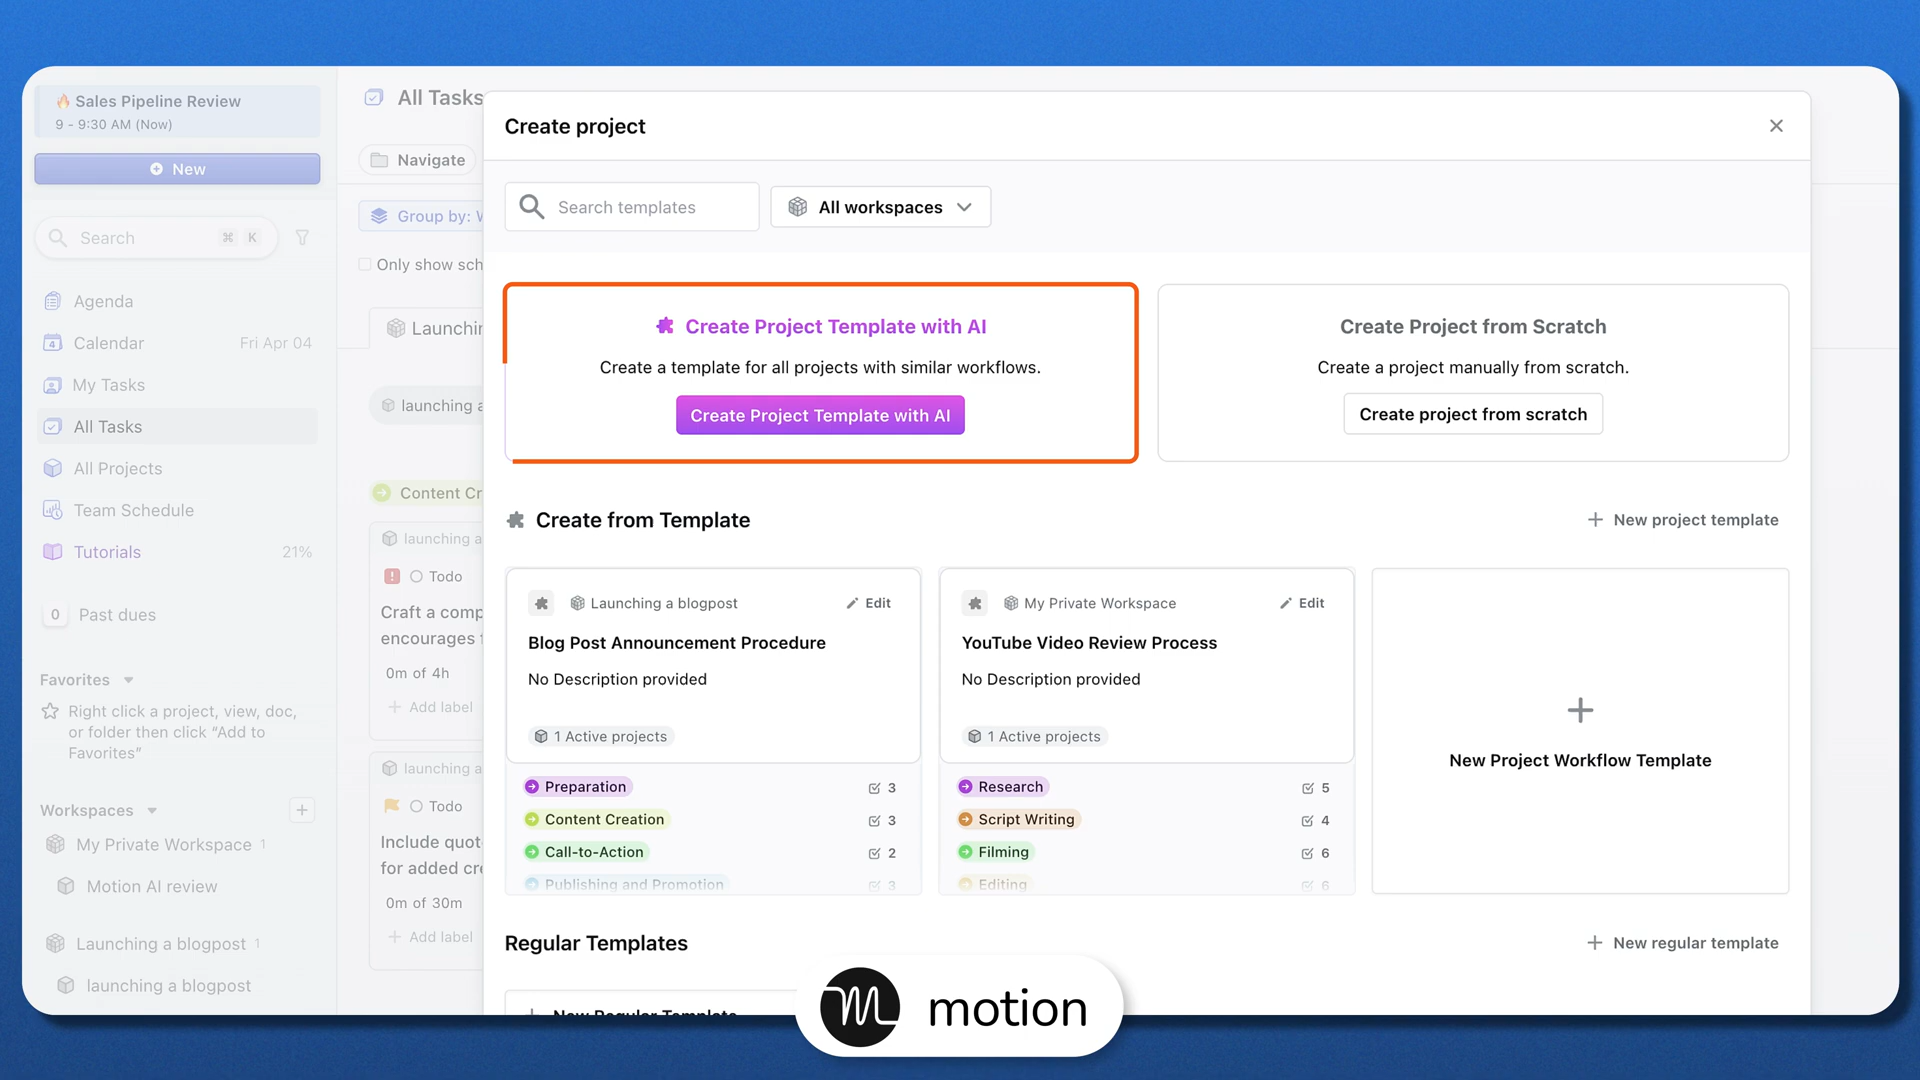 🔥 Sales Pipeline Review
9 - 9:30 AM (Now)
New
Search ⌘ K
Agenda
Calendar Fri Apr 04
My Tasks
All Tasks
All Projects
Team Schedule
Tutorials 21%
0 Past dues
Favorites
Right click a project, view, doc,
or folder then click “Add to
Favorites”
Workspaces
My Private Workspace 1
Motion AI review
Launching a blogpost 1
launching a blogpost
All Tasks
Navigate
Group by:
Only show sch
Launchin
launching a
Content Cr
launching a
Todo
Craft a comp
encourages
0m of 4h
Add label
launching a
Todo
Include quot
for added cre
0m of 30m
Add label
Create project
Search templates
All workspaces
Create Project Template with AI
Create a template for all projects with similar workflows.
Create Project Template with AI
Create Project from Scratch
Create a project manually from scratch.
Create project from scratch
Create from Template
New project template
Launching a blogpost Edit
Blog Post Announcement Procedure
No Description provided
1 Active projects
Preparation 3
Content Creation 3
Call-to-Action 2
Publishing and Promotion 3
My Private Workspace Edit
YouTube Video Review Process
No Description provided
1 Active projects
Research 5
Script Writing 4
Filming 6
Editing 6
New Project Workflow Template
Regular Templates
New regular template
New Regular Template
motion